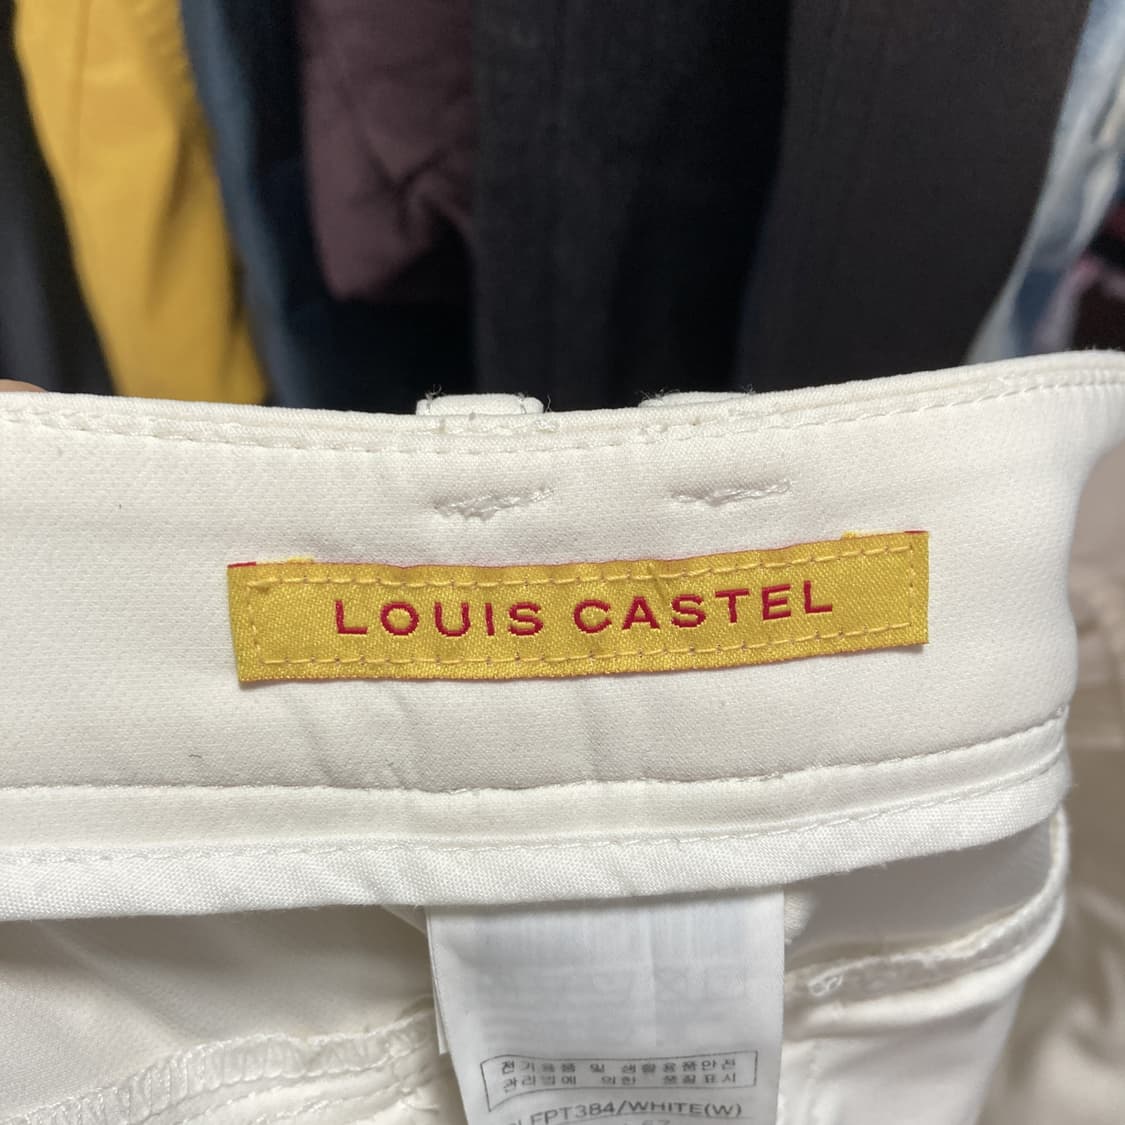 LOUIS CASTEL
전기용품 및 생활용품안전
관리법에 의한 품질표시
LFPT384/WHITE(W)